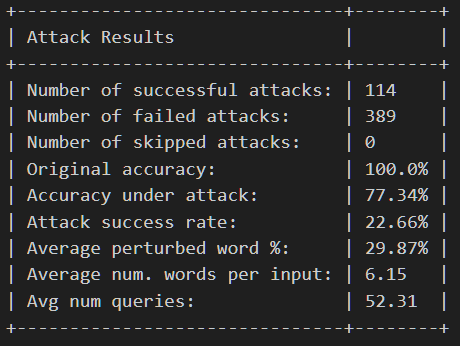 +-------------------------------+--------+
| Attack Results                |        |
+-------------------------------+--------+
| Number of successful attacks: | 114    |
| Number of failed attacks:     | 389    |
| Number of skipped attacks:    | 0      |
| Original accuracy:            | 100.0% |
| Accuracy under attack:        | 77.34% |
| Attack success rate:          | 22.66% |
| Average perturbed word %:     | 29.87% |
| Average num. words per input: | 6.15   |
| Avg num queries:              | 52.31  |
+-------------------------------+--------+